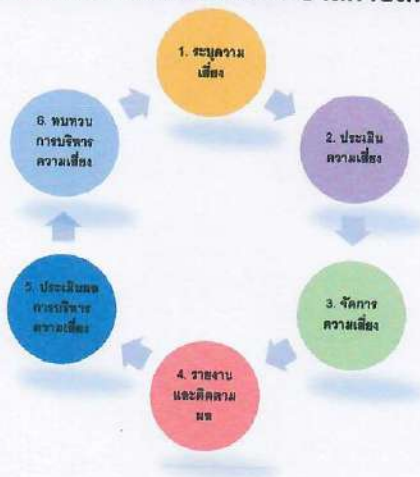 1. ระบุความ
เสี่ยง
2. ประเมิน
ความเสี่ยง
3. จัดการ
ความเสี่ยง
4. รายงาน
และติดตาม
ผล
5. ประเมินผล
การบริหาร
ความเสี่ยง
6. ทบทวน
การบริหาร
ความเสี่ยง